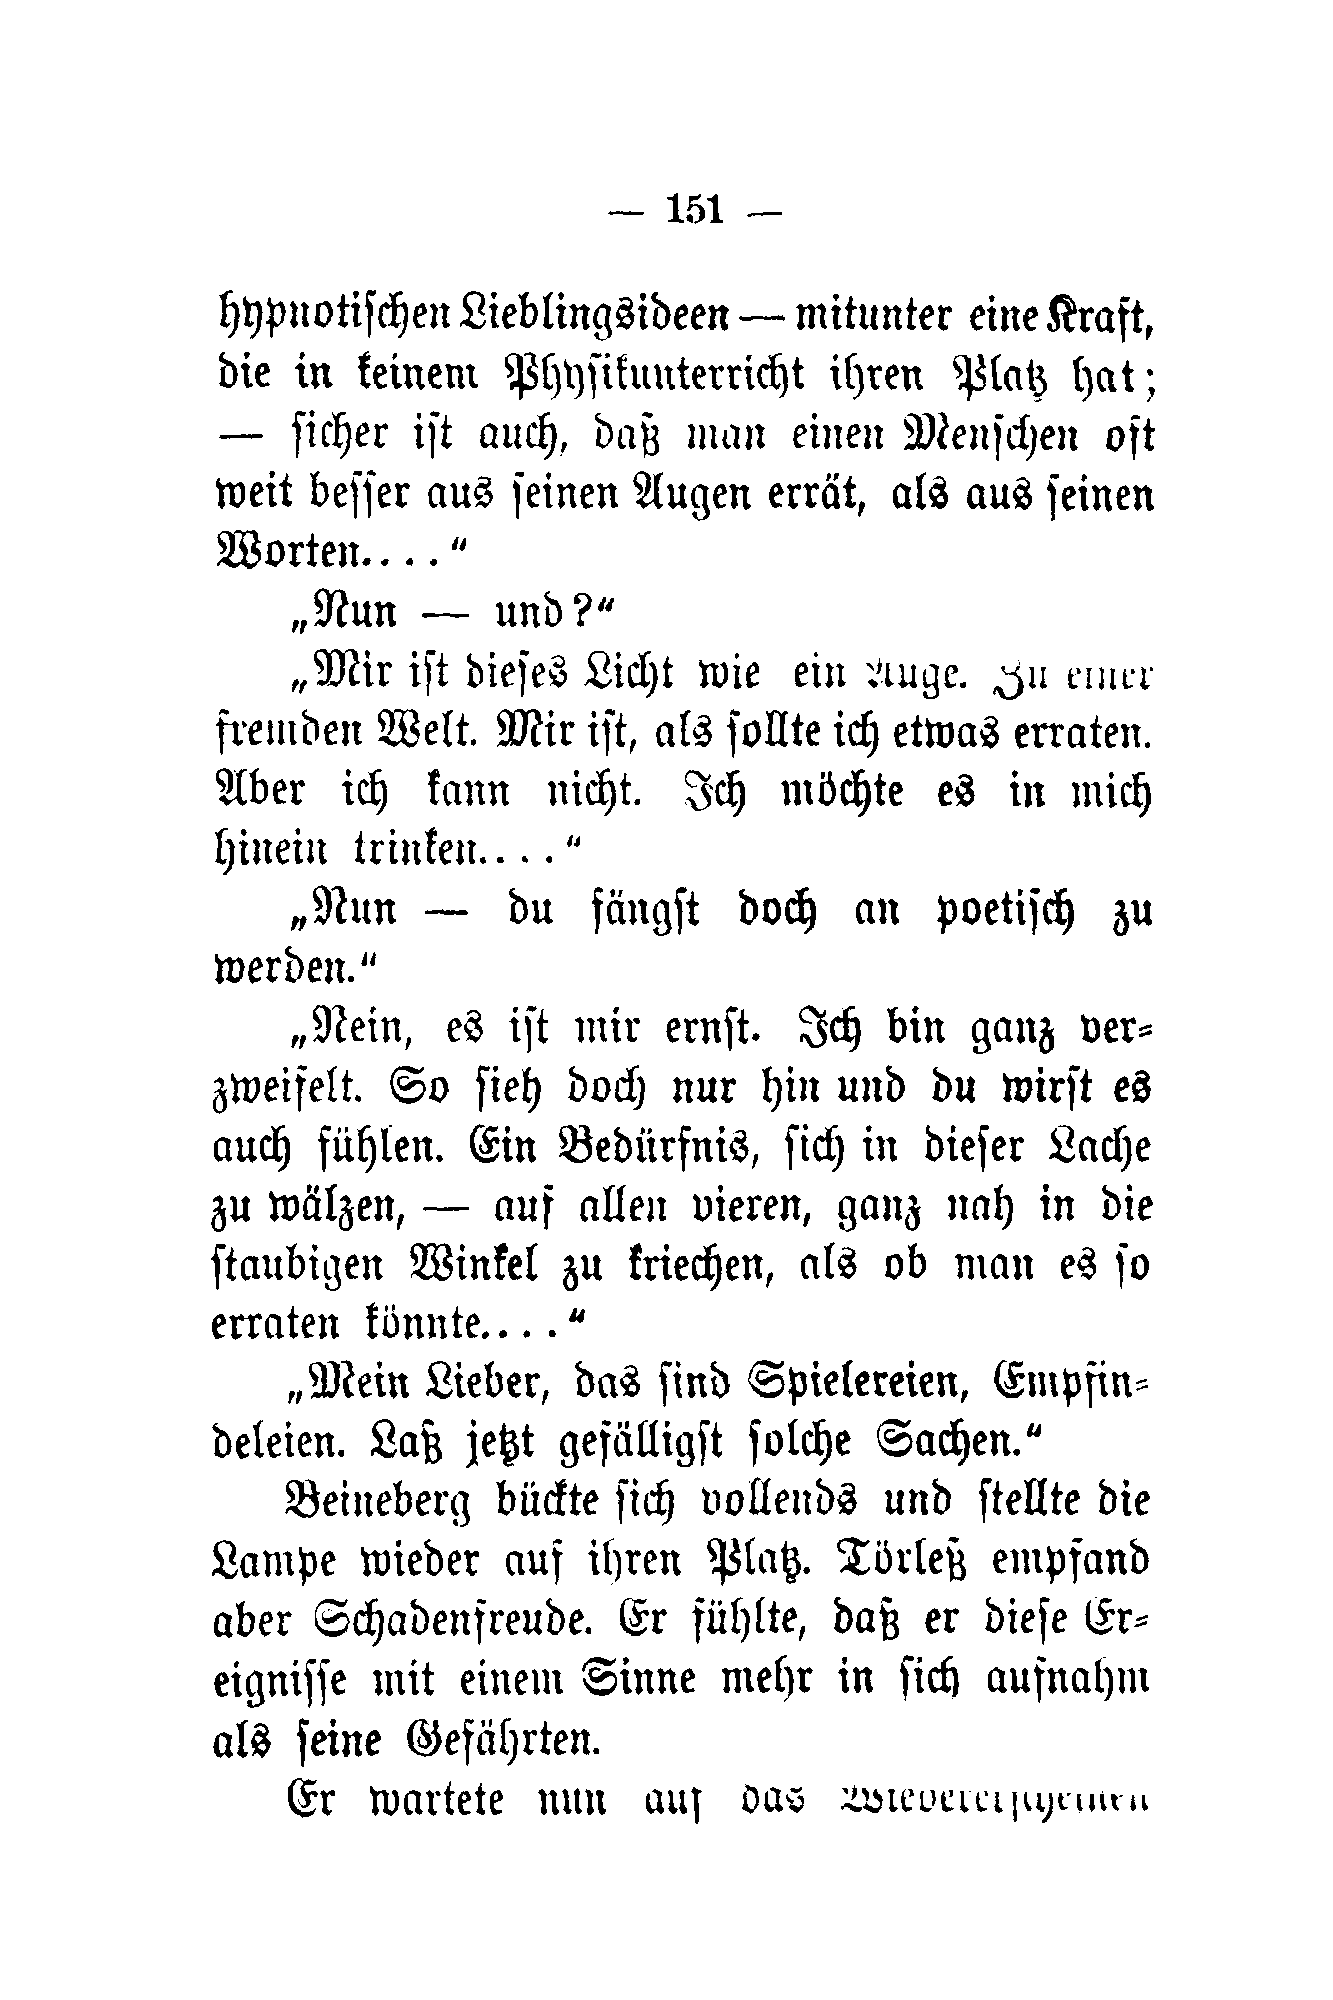 — 151 —
hypnotischen Lieblingsideen — mitunter eine Kraft,
die in keinem Physikunterricht ihren Platz hat;
— sicher ist auch, daß man einen Menschen oft
weit besser aus seinen Augen errät, als aus seinen
Worten. . . .“
„Nun — und?“
„Mir ist dieses Licht wie ein Auge. Zu einer
fremden Welt. Mir ist, als sollte ich etwas erraten.
Aber ich kann nicht. Ich möchte es in mich
hinein trinken. . . .“
„Nun — du fängst doch an poetisch zu
werden.“
„Nein, es ist mir ernst. Ich bin ganz ver-
zweifelt. So sieh doch nur hin und du wirst es
auch fühlen. Ein Bedürfnis, sich in dieser Lache
zu wälzen, — auf allen vieren, ganz nah in die
staubigen Winkel zu kriechen, als ob man es so
erraten könnte. . . .“
„Mein Lieber, das sind Spielereien, Empfin-
deleien. Laß jetzt gefälligst solche Sachen.“
Beineberg bückte sich vollends und stellte die
Lampe wieder auf ihren Platz. Törleß empfand
aber Schadenfreude. Er fühlte, daß er diese Er-
eignisse mit einem Sinne mehr in sich aufnahm
als seine Gefährten.
Er wartete nun auf das Wiedererscheinen